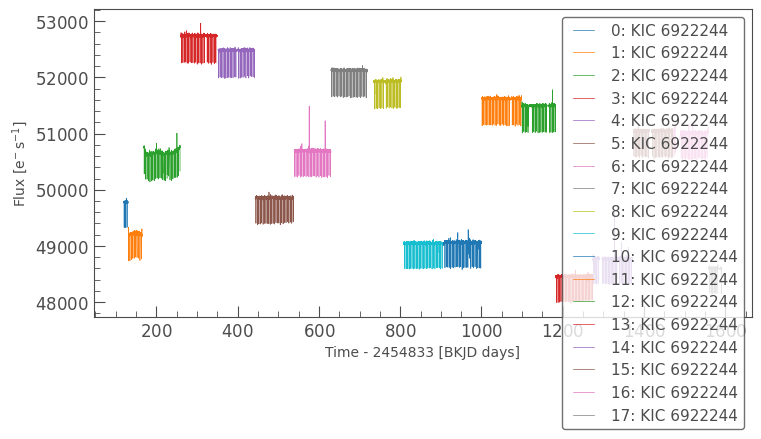 53000
52000
51000
50000
49000
48000
Flux [e⁻ s⁻¹]
200 400 600 800 1000 1200 1400 1600
Time - 2454833 [BKJD days]
0: KIC 6922244
1: KIC 6922244
2: KIC 6922244
3: KIC 6922244
4: KIC 6922244
5: KIC 6922244
6: KIC 6922244
7: KIC 6922244
8: KIC 6922244
9: KIC 6922244
10: KIC 6922244
11: KIC 6922244
12: KIC 6922244
13: KIC 6922244
14: KIC 6922244
15: KIC 6922244
16: KIC 6922244
17: KIC 6922244